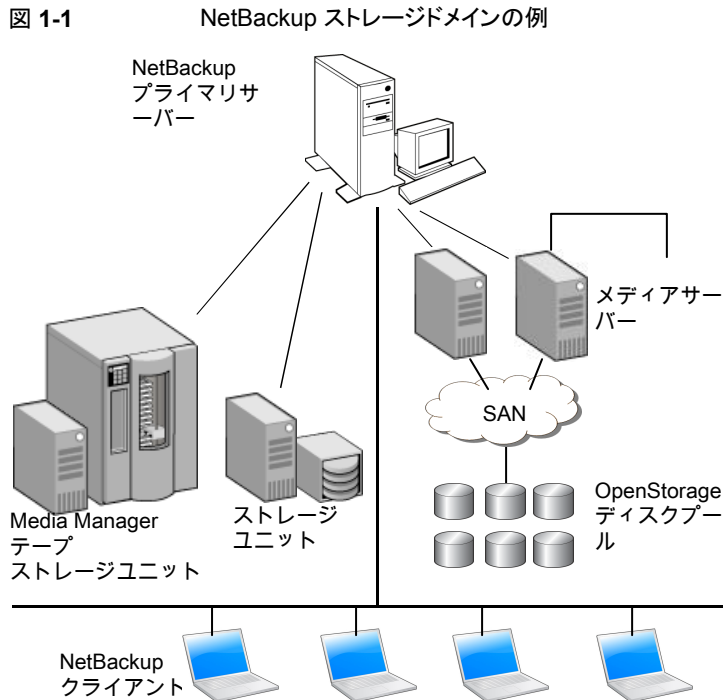 図 1-1 NetBackup ストレージドメインの例
NetBackup
プライマリサ
ーバー
メディアサー
バー
SAN
Media Manager
テープ
ストレージユニット
ストレージ
ユニット
OpenStorage
ディスクプー
ル
NetBackup
クライアント